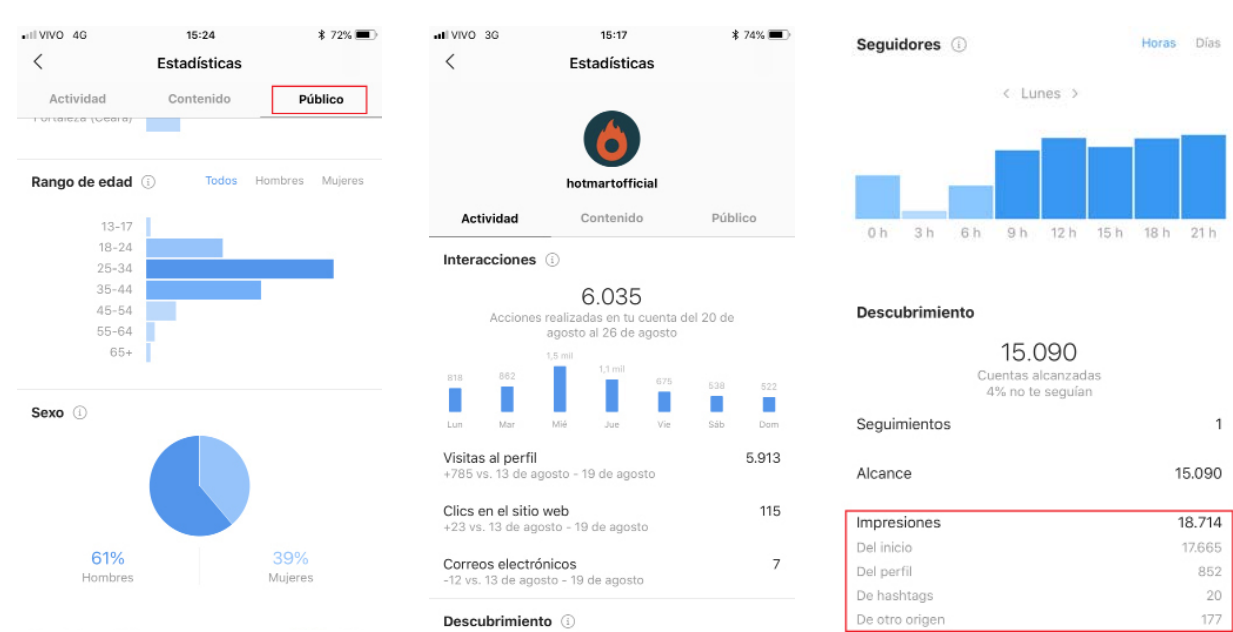 VIVO 4G 15:24 72%
Estadísticas
Actividad Contenido Público
Fortaleza (Ceará)
Rango de edad Todos Hombres Mujeres
13-17
18-24
25-34
35-44
45-54
55-64
65+
Sexo
61% 39%
Hombres Mujeres
VIVO 3G 15:17 74%
Estadísticas
hotmartofficial
Actividad Contenido Público
Interacciones
6.035
Acciones realizadas en tu cuenta del 20 de
agosto al 26 de agosto
818 862 1,5 mil 1,1 mil 675 538 522
Lun Mar Mié Jue Vie Sáb Dom
Visitas al perfil 5.913
+785 vs. 13 de agosto - 19 de agosto
Clics en el sitio web 115
+23 vs. 13 de agosto - 19 de agosto
Correos electrónicos 7
-12 vs. 13 de agosto - 19 de agosto
Descubrimiento
Seguidores Horas Días
< Lunes >
0 h 3 h 6 h 9 h 12 h 15 h 18 h 21 h
Descubrimiento
15.090
Cuentas alcanzadas
4% no te seguían
Seguimientos 1
Alcance 15.090
Impresiones 18.714
Del inicio 17.665
Del perfil 852
De hashtags 20
De otro origen 177